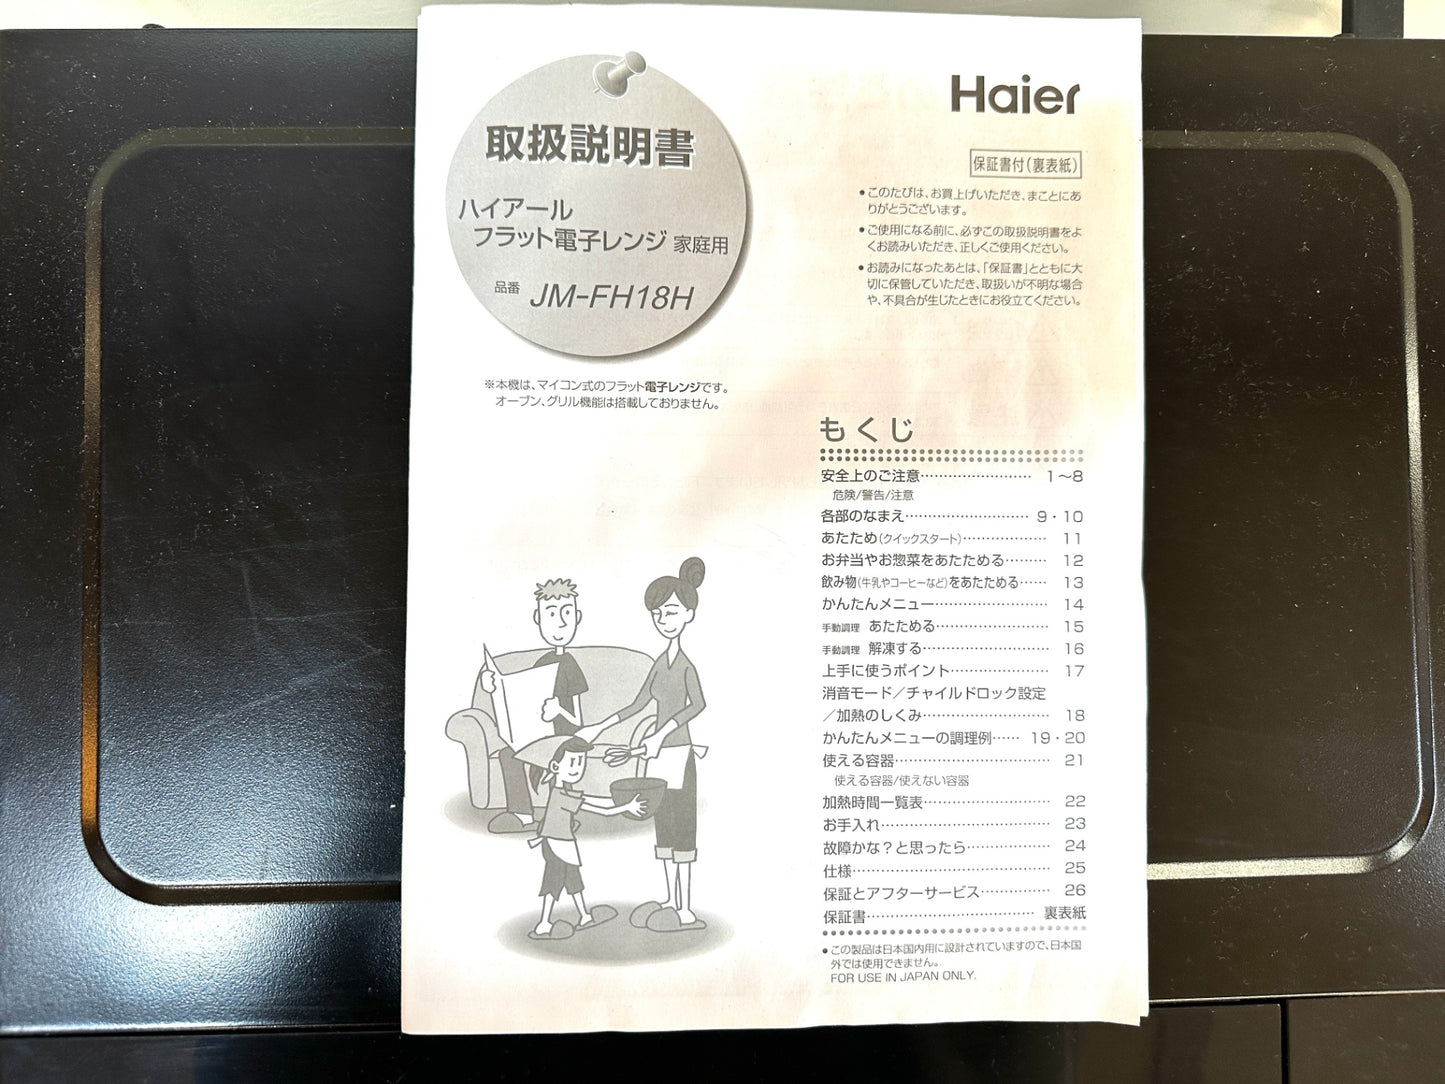 取扱説明書
ハイアール
フラット電子レンジ 家庭用
品番 JM-FH18H
※本機は、マイコン式のフラット電子レンジです。
オーブン、グリル機能は搭載しておりません。
Haier
保証書付(裏表紙)
●このたびは、お買上げいただき、まことにあ
りがとうございます。
●ご使用になる前に、必ずこの取扱説明書をよ
くお読みいただき、正しくご使用ください。
●お読みになったあとは、「保証書」とともに大
切に保管していただき、取扱いが不明な場合
や、不具合が生じたときにお役立てください。
もくじ
安全上のご注意……………………… 1〜8
危険/警告/注意
各部のなまえ……………………… 9・10
あたため(クイックスタート)……………… 11
お弁当やお惣菜をあたためる……… 12
飲み物(牛乳やコーヒーなど)をあたためる…… 13
かんたんメニュー…………………… 14
手動調理 あたためる…………………… 15
手動調理 解凍する……………………… 16
上手に使うポイント………………… 17
消音モード／チャイルドロック設定
／加熱のしくみ……………………… 18
かんたんメニューの調理例…… 19・20
使える容器…………………………… 21
使える容器/使えない容器
加熱時間一覧表……………………… 22
お手入れ……………………………… 23
故障かな？と思ったら……………… 24
仕様…………………………………… 25
保証とアフターサービス…………… 26
保証書……………………………… 裏表紙
●この製品は日本国内用に設計されていますので、日本国
外では使用できません。
FOR USE IN JAPAN ONLY.